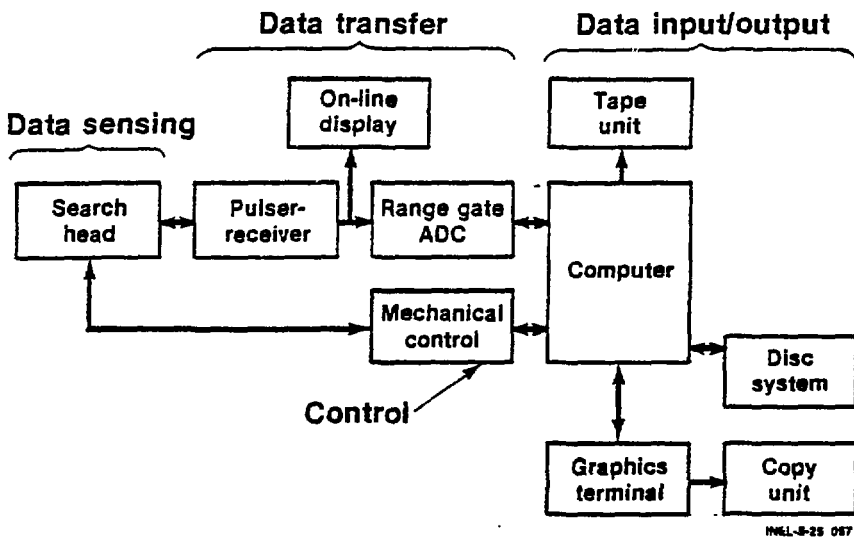 Data transfer
Data input/output
On-line
display
Tape
unit
Data sensing
Search
head
Pulser-
receiver
Range gate
ADC
Computer
Mechanical
control
Disc
system
Control
Graphics
terminal
Copy
unit